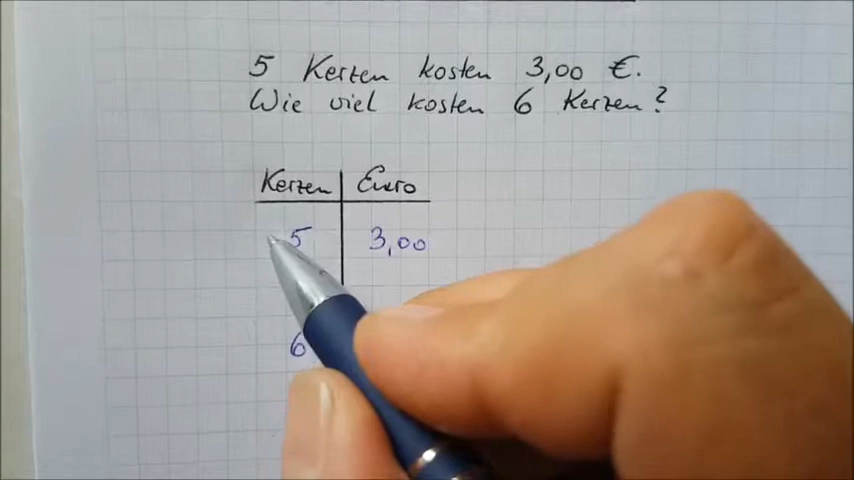 5 Kerzen kosten 3,00 €.
Wie viel kosten 6 Kerzen?
Kerzen Euro
5 3,00
6